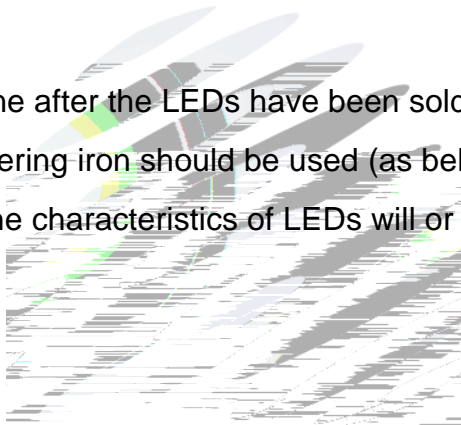 ne after the LEDs have been sold
ering iron should be used (as bel
he characteristics of LEDs will or